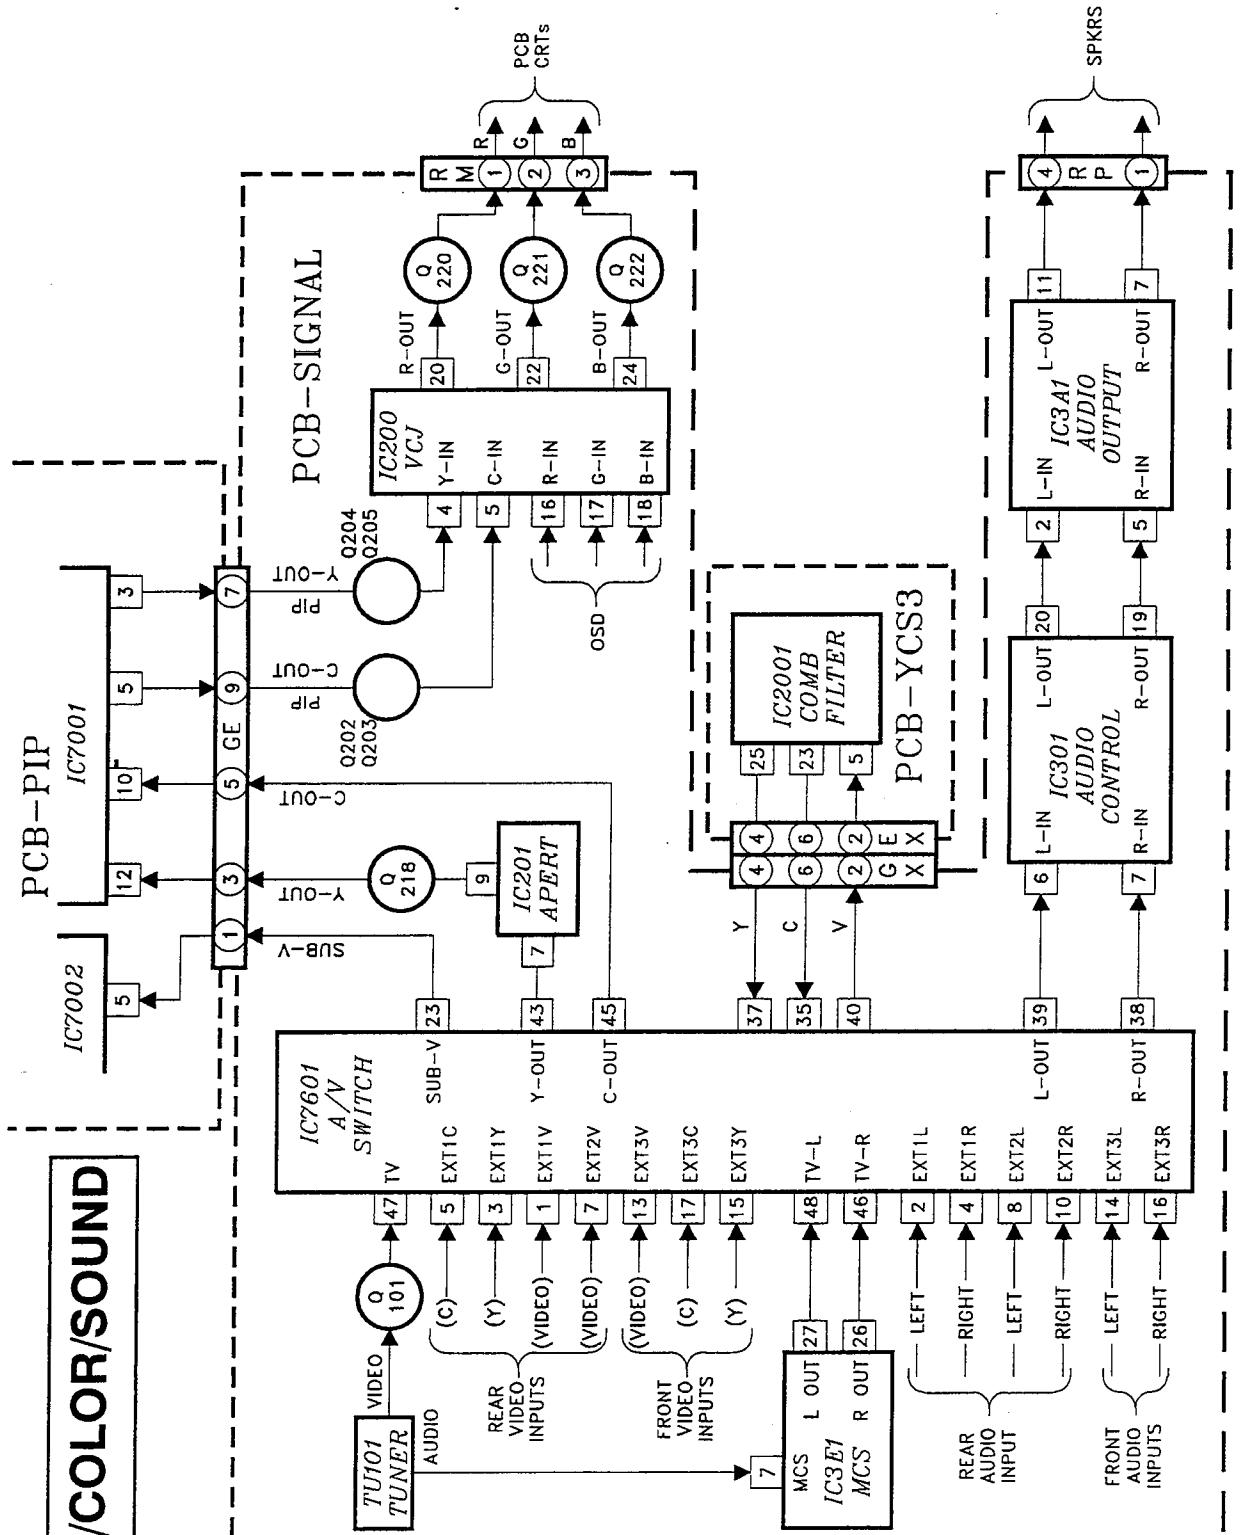 /COLOR/SOUND
PCB-PIP
IC7002
5
IC7001
12
10
5
3
1
3
5
GE
9
7
SUB-V
Y-OUT
C-OUT
PIP
C-OUT
PIP
Y-OUT
Q
218
Q202
Q203
Q204
Q205
PCB-SIGNAL
9
IC201
APERT
7
4
5
16
17
18
OSD
IC200
VCJ
Y-IN
C-IN
R-IN
G-IN
B-IN
20
22
24
R-OUT
G-OUT
B-OUT
Q
220
Q
221
Q
222
R
M
1
2
3
R
G
B
PCB
CRTs
TU101
TUNER
VIDEO
AUDIO
Q
101
REAR
VIDEO
INPUTS
(C)
(Y)
(VIDEO)
(VIDEO)
FRONT
VIDEO
INPUTS
(VIDEO)
(C)
(Y)
7
MCS
IC3E1
MCS
L OUT
R OUT
27
26
REAR
AUDIO
INPUT
LEFT
RIGHT
LEFT
RIGHT
FRONT
AUDIO
INPUTS
LEFT
RIGHT
IC7601
A/V
SWITCH
47 TV
5 EXT1C
3 EXT1Y
1 EXT1V
7 EXT2V
13 EXT3V
17 EXT3C
15 EXT3Y
48 TV-L
46 TV-R
2 EXT1L
4 EXT1R
8 EXT2L
10 EXT2R
14 EXT3L
16 EXT3R
SUB-V 23
Y-OUT 43
C-OUT 45
37
35
40
L-OUT 39
R-OUT 38
Y
C
V
4
6
2
G
X
4
6
2
E
X
25
23
5
IC2001
COMB
FILTER
PCB-YCS3
6
7
L-IN
R-IN
IC301
AUDIO
CONTROL
L-OUT
R-OUT
20
19
2
5
L-IN
R-IN
IC3A1
AUDIO
OUTPUT
L-OUT
R-OUT
11
7
4
R
P
1
SPKRS